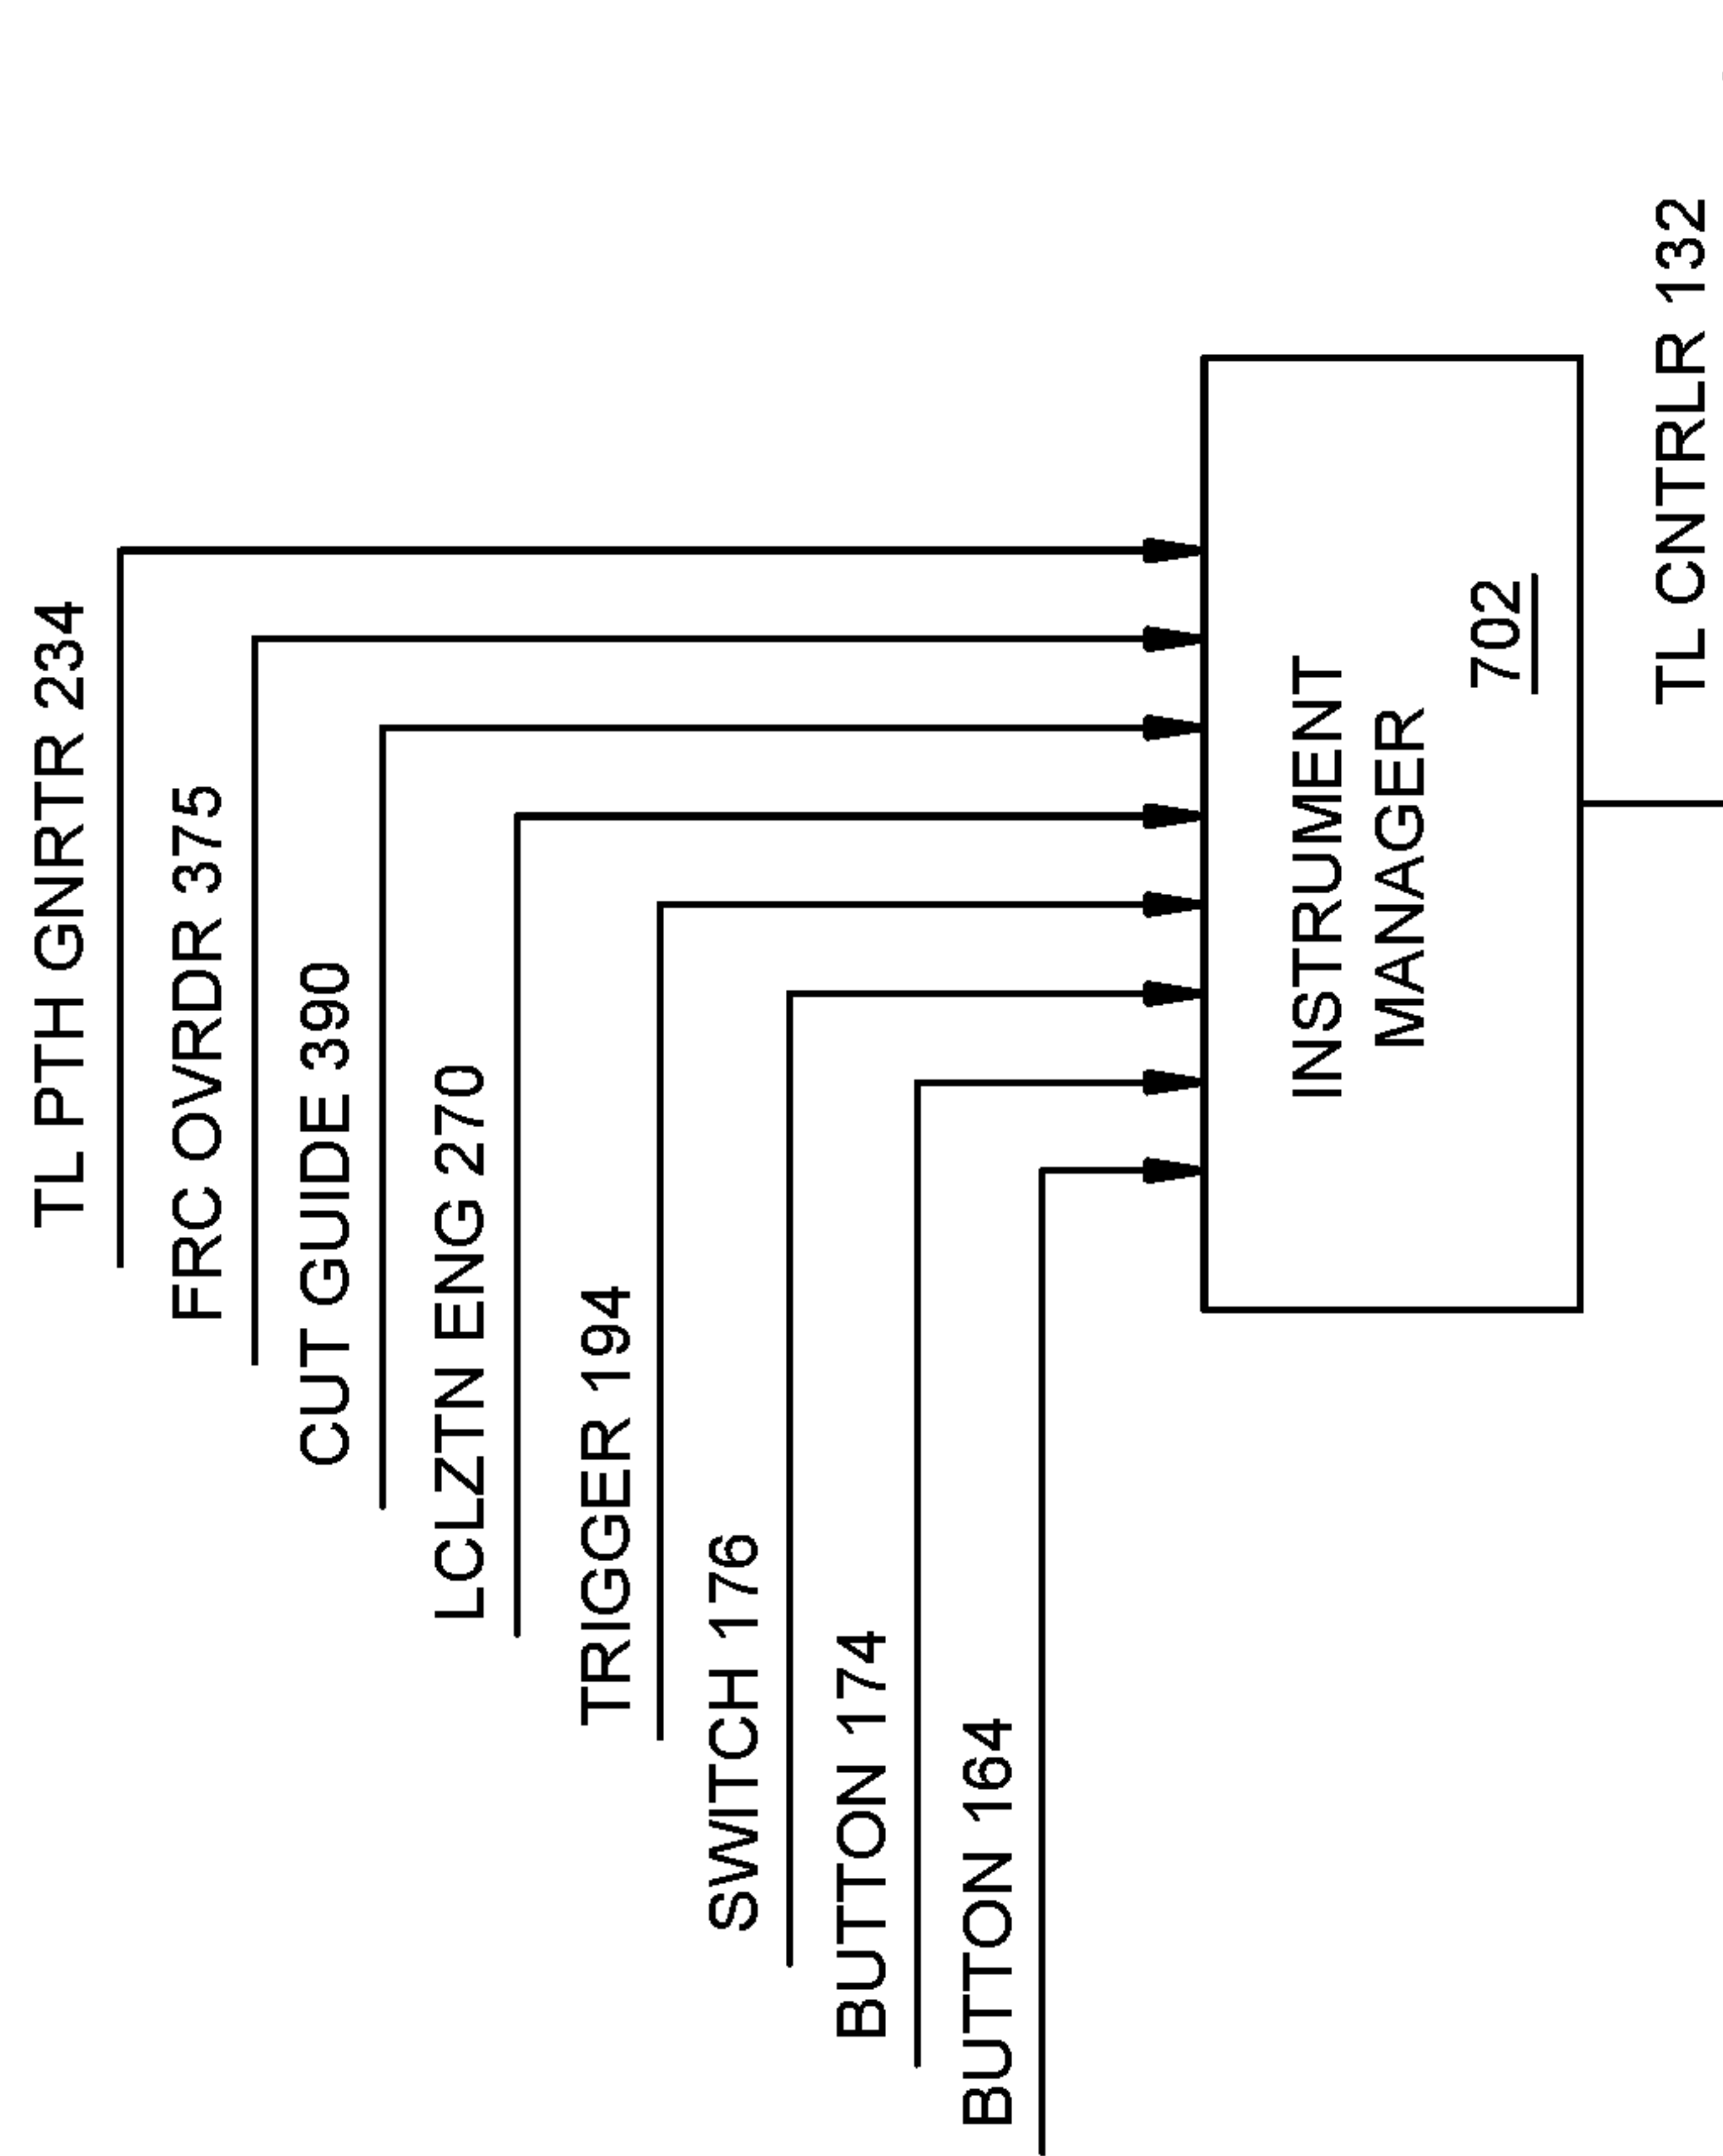 TL PTH GNRTR 234
FRC OVRDR 375
CUT GUIDE 390
LCLZTN ENG 270
TRIGGER 194
SWITCH 176
BUTTON 174
BUTTON 164
INSTRUMENT
MANAGER
702
TL CNTRLR 132